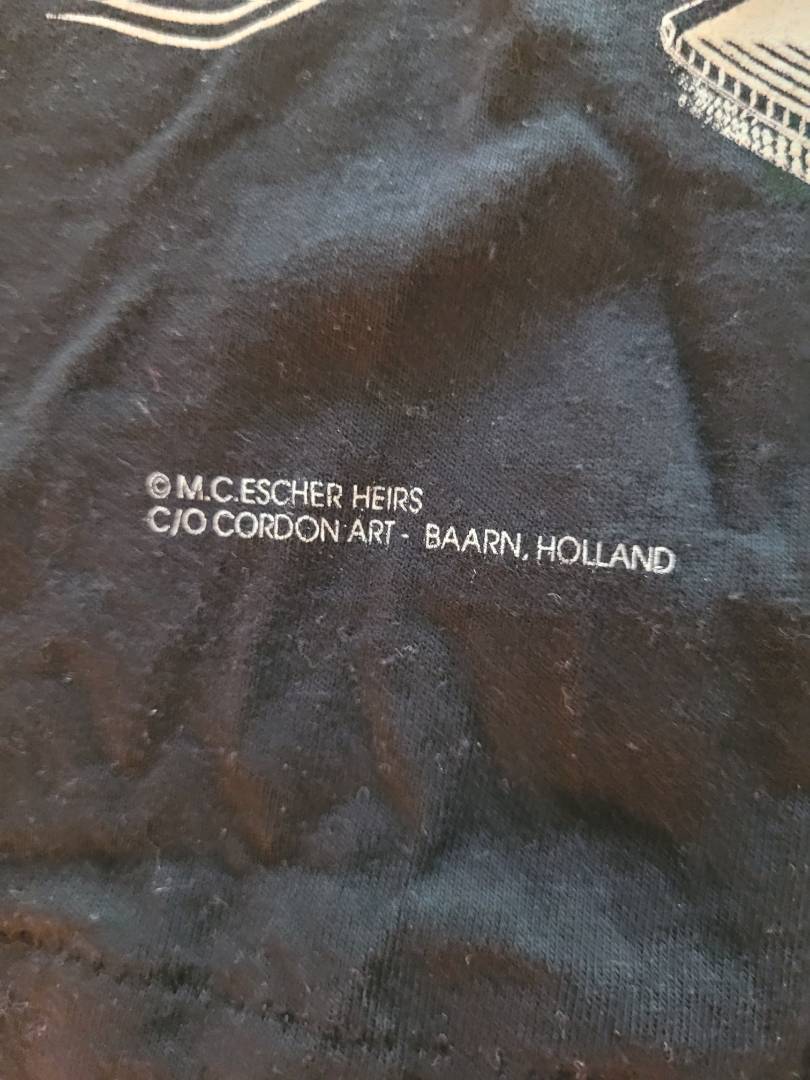 © M.C.ESCHER HEIRS
C/O CORDON ART - BAARN, HOLLAND